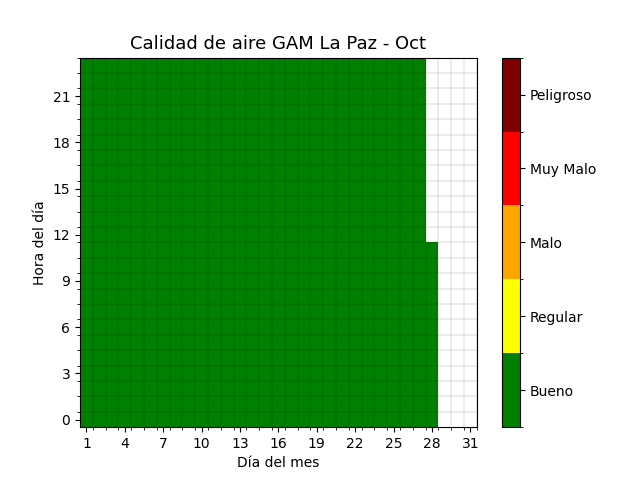 Calidad de aire GAM La Paz - Oct
Peligroso
Muy Malo
Malo
Regular
Bueno
Hora del día
21
18
15
12
9
6
3
0
1 4 7 10 13 16 19 22 25 28 31
Día del mes